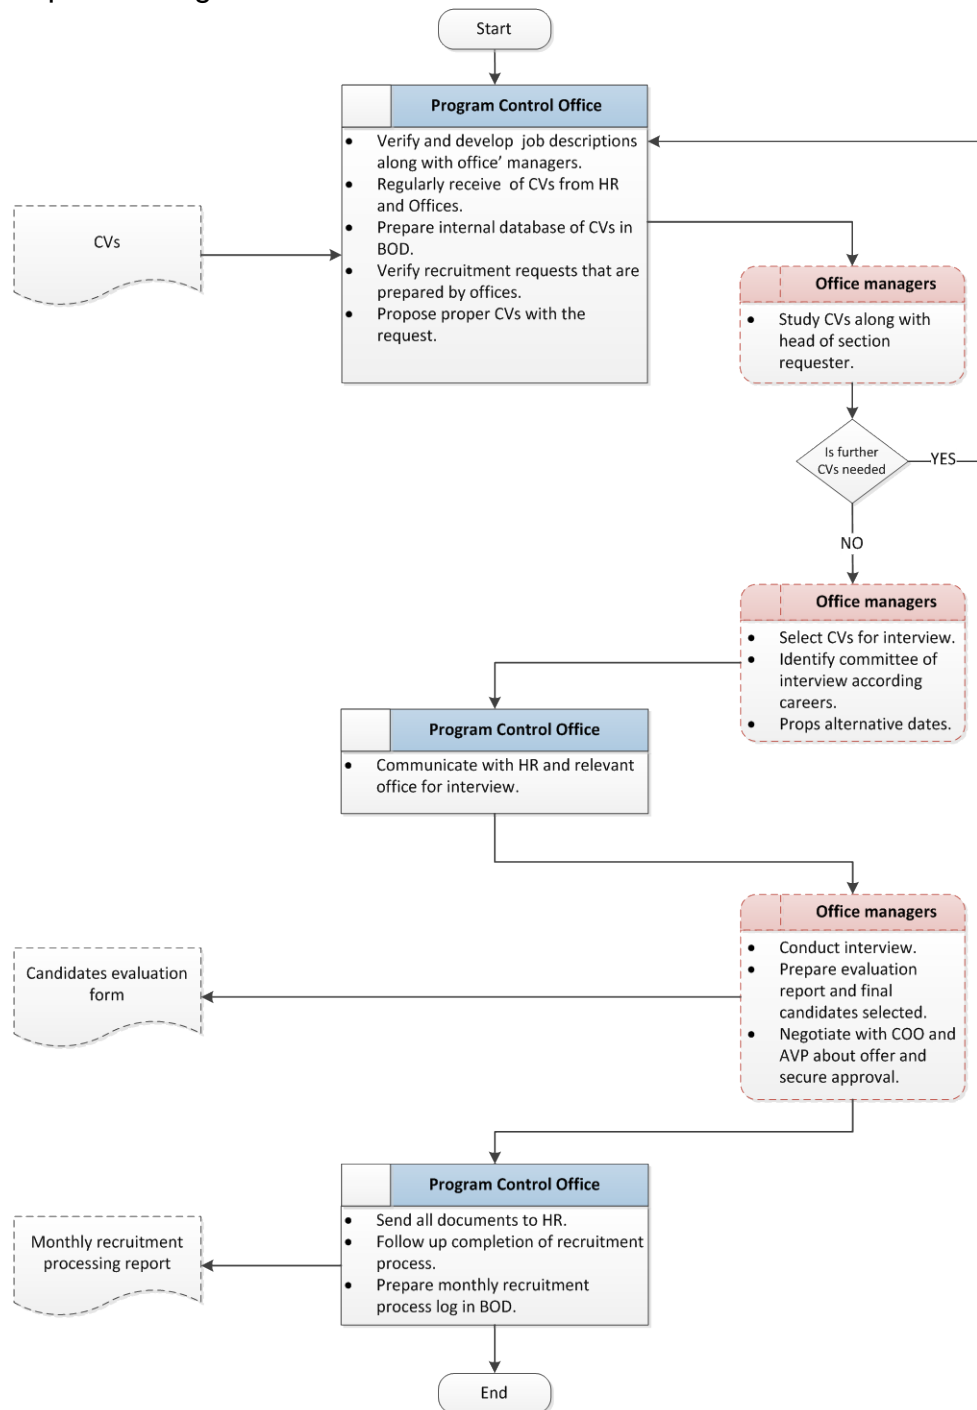 Start
Program Control Office
• Verify and develop job descriptions
along with office’ managers.
• Regularly receive of CVs from HR
and Offices.
• Prepare internal database of CVs in
BOD.
• Verify recruitment requests that are
prepared by offices.
• Propose proper CVs with the
request.
CVs
Office managers
• Study CVs along with
head of section
requester.
Is further
CVs needed
YES
NO
Office managers
• Select CVs for interview.
• Identify committee of
interview according
careers.
• Props alternative dates.
Program Control Office
• Communicate with HR and relevant
office for interview.
Office managers
• Conduct interview.
• Prepare evaluation
report and final
candidates selected.
• Negotiate with COO and
AVP about offer and
secure approval.
Candidates evaluation
form
Program Control Office
• Send all documents to HR.
• Follow up completion of recruitment
process.
• Prepare monthly recruitment
process log in BOD.
Monthly recruitment
processing report
End